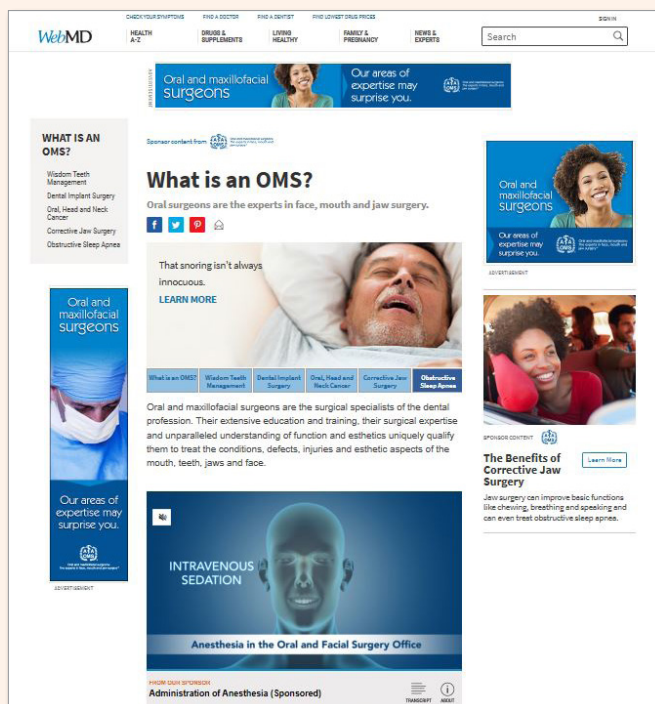 CHECK YOUR SYMPTOMS FIND A DOCTOR FIND A DENTIST FIND LOWEST DRUG PRICES SIGN IN
WebMD
HEALTH
A-Z
DRUGS &
SUPPLEMENTS
LIVING
HEALTHY
FAMILY &
PREGNANCY
NEWS &
EXPERTS
Search
ADVERTISEMENT
Oral and maxillofacial
surgeons
Our areas of
expertise may
surprise you.
AAOMS
WHAT IS AN
OMS?
Wisdom Teeth
Management
Dental Implant Surgery
Oral, Head and Neck
Cancer
Corrective Jaw Surgery
Obstructive Sleep Apnea
Oral and
maxillofacial
surgeons
Our areas of
expertise may
surprise you.
AAOMS
ADVERTISEMENT
Sponsor content from AAOMS
What is an OMS?
Oral surgeons are the experts in face, mouth and jaw surgery.
That snoring isn't always
innocuous.
LEARN MORE
What is an OMS?
Wisdom Teeth
Management
Dental Implant
Surgery
Oral, Head and
Neck Cancer
Corrective Jaw
Surgery
Obstructive
Sleep Apnea
Oral and maxillofacial surgeons are the surgical specialists of the dental
profession. Their extensive education and training, their surgical expertise
and unparalleled understanding of function and esthetics uniquely qualify
them to treat the conditions, defects, injuries and esthetic aspects of the
mouth, teeth, jaws and face.
INTRAVENOUS
SEDATION
Anesthesia in the Oral and Facial Surgery Office
FROM OUR SPONSOR
Administration of Anesthesia (Sponsored)
TRANSCRIPT
ABOUT
Oral and
maxillofacial
surgeons
Our areas of
expertise may
surprise you.
AAOMS
ADVERTISEMENT
SPONSOR CONTENT AAOMS
The Benefits of
Corrective Jaw
Surgery
Learn More
Jaw surgery can improve basic functions
like chewing, breathing and speaking and
can even treat obstructive sleep apnea.